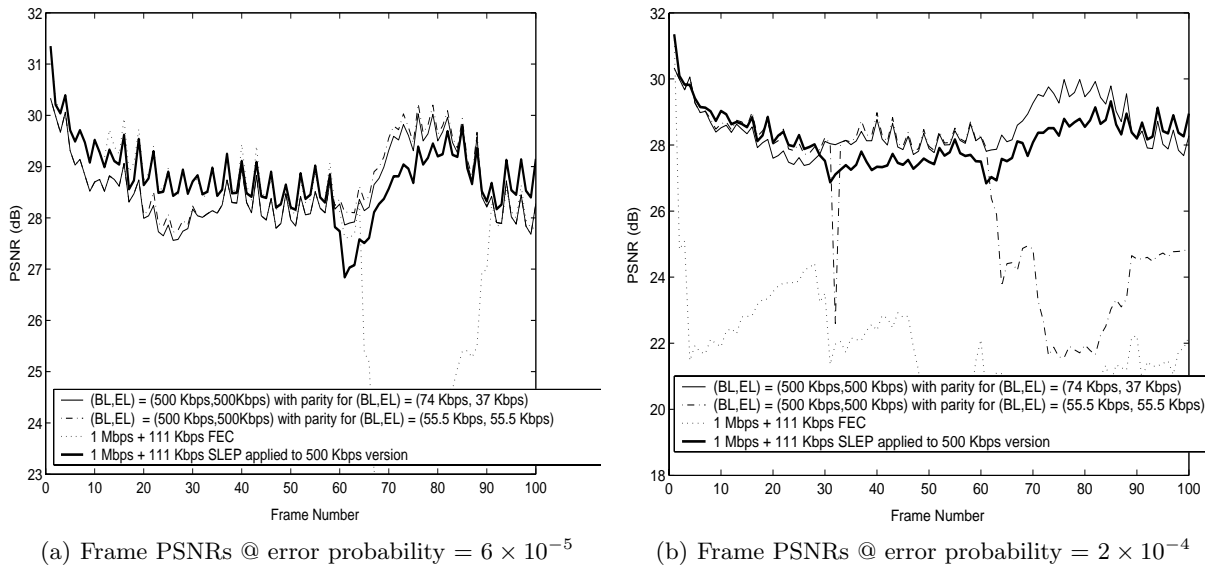 32
31
30
29
28
27
26
25
24
23
PSNR (dB)
0 10 20 30 40 50 60 70 80 90 100
Frame Number
(BL,EL) = (500 Kbps,500 Kbps) with parity for (BL,EL) = (74 Kbps, 37 Kbps)
(BL,EL) = (500 Kbps,500Kbps) with parity for (BL,EL) = (55.5 Kbps, 55.5 Kbps)
1 Mbps + 111 Kbps FEC
1 Mbps + 111 Kbps SLEP applied to 500 Kbps version
(a) Frame PSNRs @ error probability = 6 × 10⁻⁵
32
30
28
26
24
22
20
18
PSNR (dB)
0 10 20 30 40 50 60 70 80 90 100
Frame Number
(BL,EL) = (500 Kbps,500 Kbps) with parity for (BL,EL) = (74 Kbps, 37 Kbps)
(BL,EL) = (500 Kbps,500 Kbps) with parity for (BL,EL) = (55.5 Kbps, 55.5 Kbps)
1 Mbps + 111 Kbps FEC
1 Mbps + 111 Kbps SLEP applied to 500 Kbps version
(b) Frame PSNRs @ error probability = 2 × 10⁻⁴